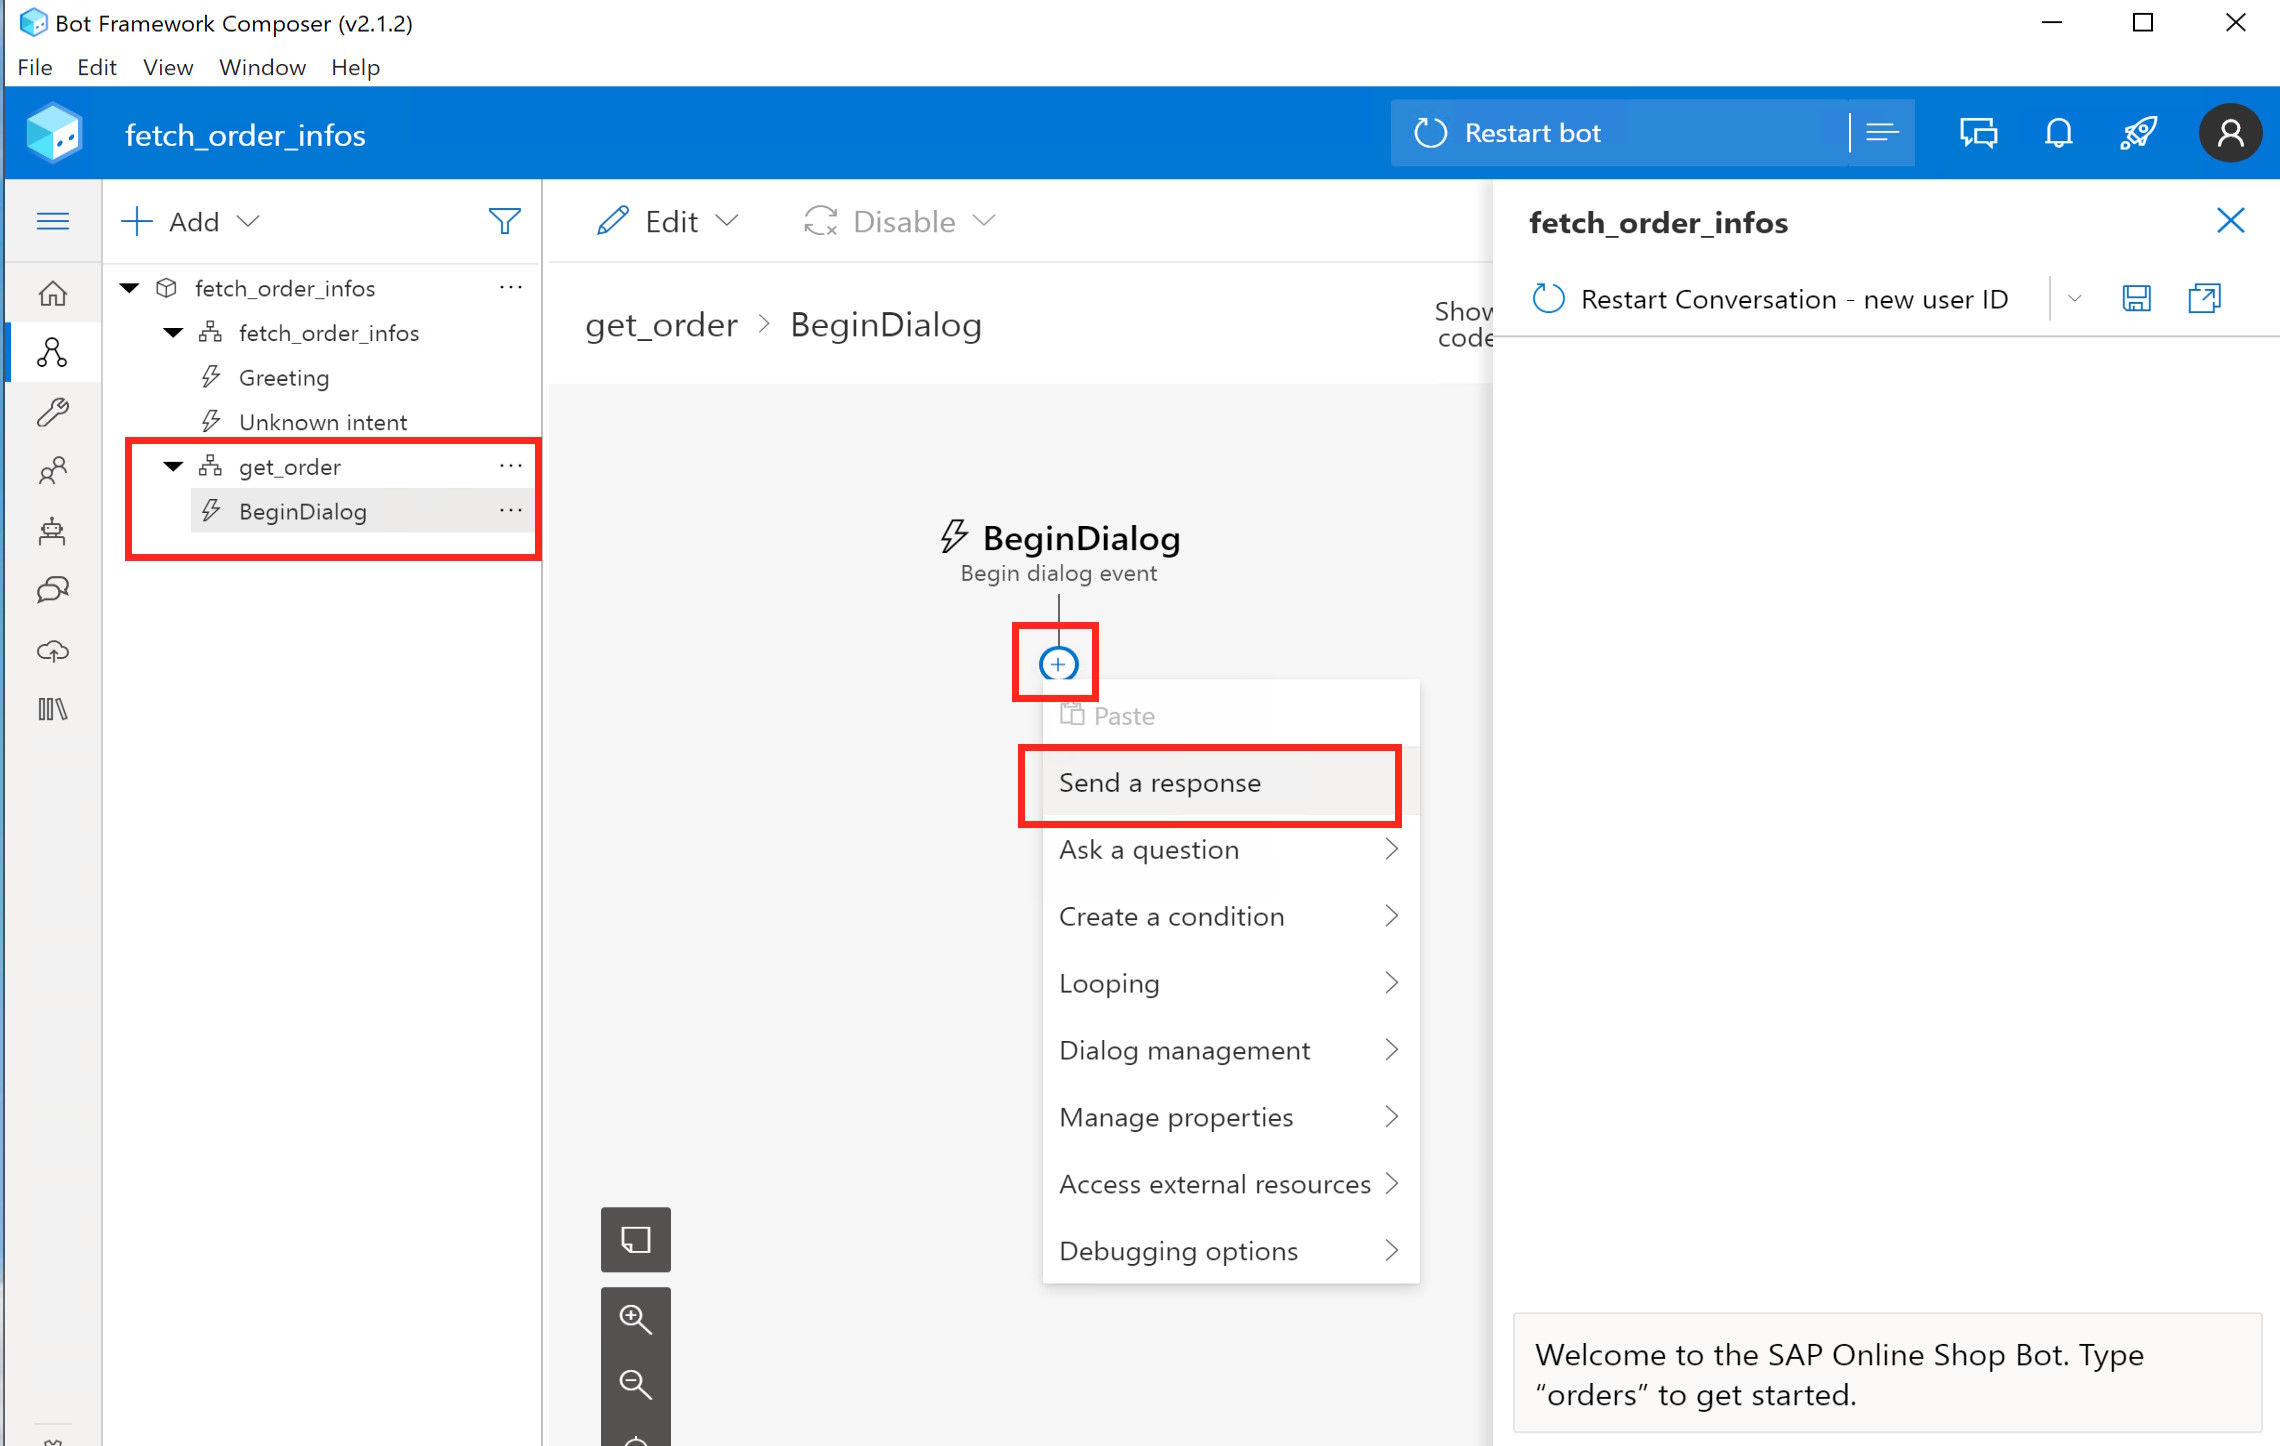 Bot Framework Composer (v2.1.2)
File Edit View Window Help
fetch_order_infos
Restart bot
Add
fetch_order_infos
fetch_order_infos
Greeting
Unknown intent
get_order
BeginDialog
Edit
Disable
get_order > BeginDialog
Show
code
BeginDialog
Begin dialog event
Paste
Send a response
Ask a question
Create a condition
Looping
Dialog management
Manage properties
Access external resources
Debugging options
fetch_order_infos
Restart Conversation - new user ID
Welcome to the SAP Online Shop Bot. Type
“orders” to get started.